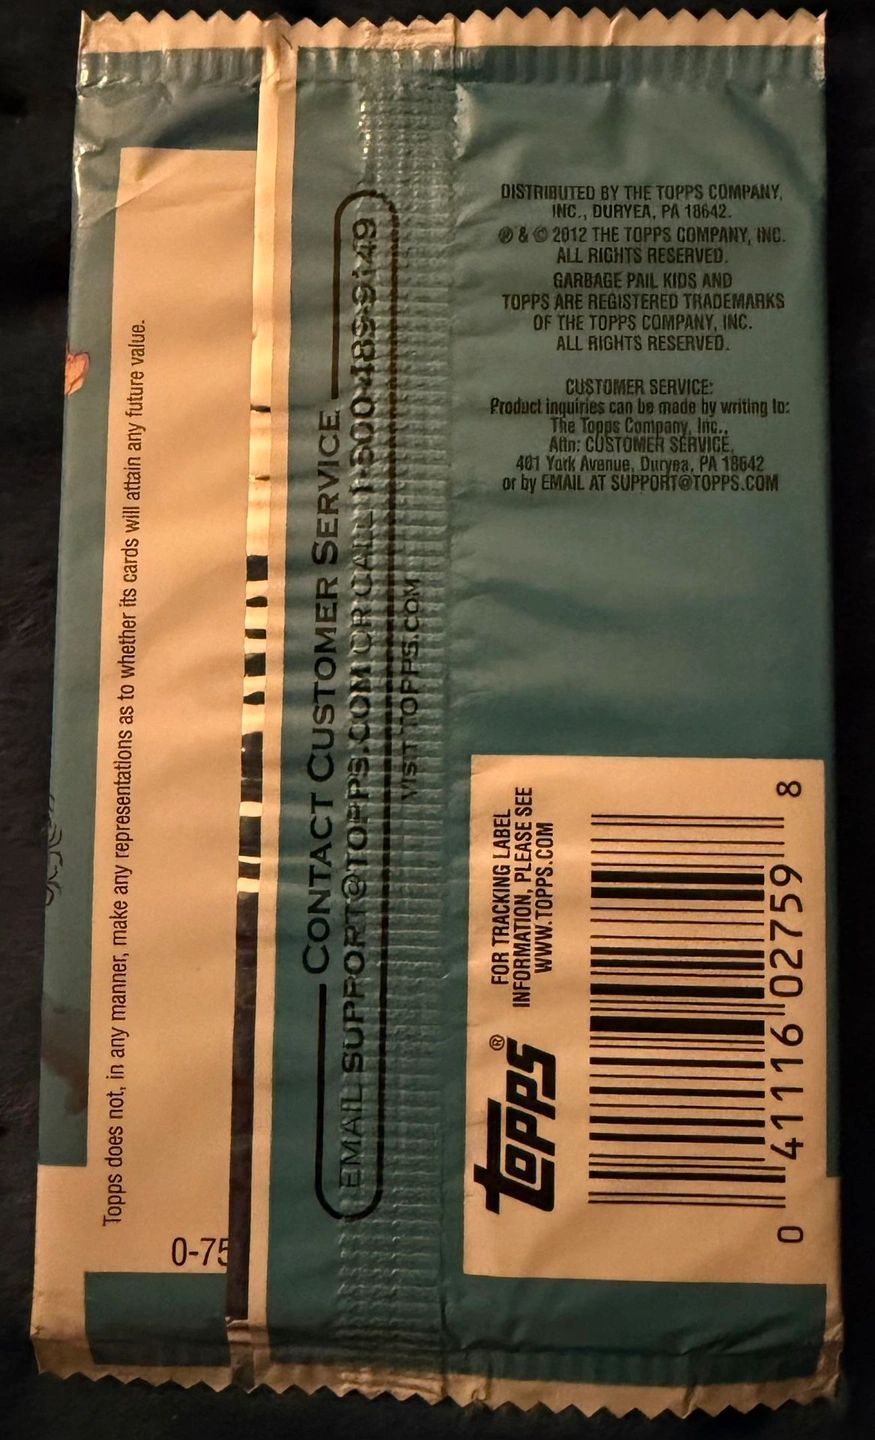 DISTRIBUTED BY THE TOPPS COMPANY,
INC., DURYEA, PA 18642.
® & © 2012 THE TOPPS COMPANY, INC.
ALL RIGHTS RESERVED.
GARBAGE PAIL KIDS AND
TOPPS ARE REGISTERED TRADEMARKS
OF THE TOPPS COMPANY, INC.
ALL RIGHTS RESERVED.
CUSTOMER SERVICE:
Product inquiries can be made by writing to:
The Topps Company, Inc.,
Attn: CUSTOMER SERVICE,
401 York Avenue, Duryea, PA 18642
or by EMAIL AT SUPPORT@TOPPS.COM
Topps does not, in any manner, make any representations as to whether its cards will attain any future value.
0-75
CONTACT CUSTOMER SERVICE
EMAIL SUPPORT@TOPPS.COM OR CALL 1-800-489-9149
VISIT TOPPS.COM
topps®
FOR TRACKING LABEL
INFORMATION, PLEASE SEE
WWW.TOPPS.COM
0 41116 02759 8